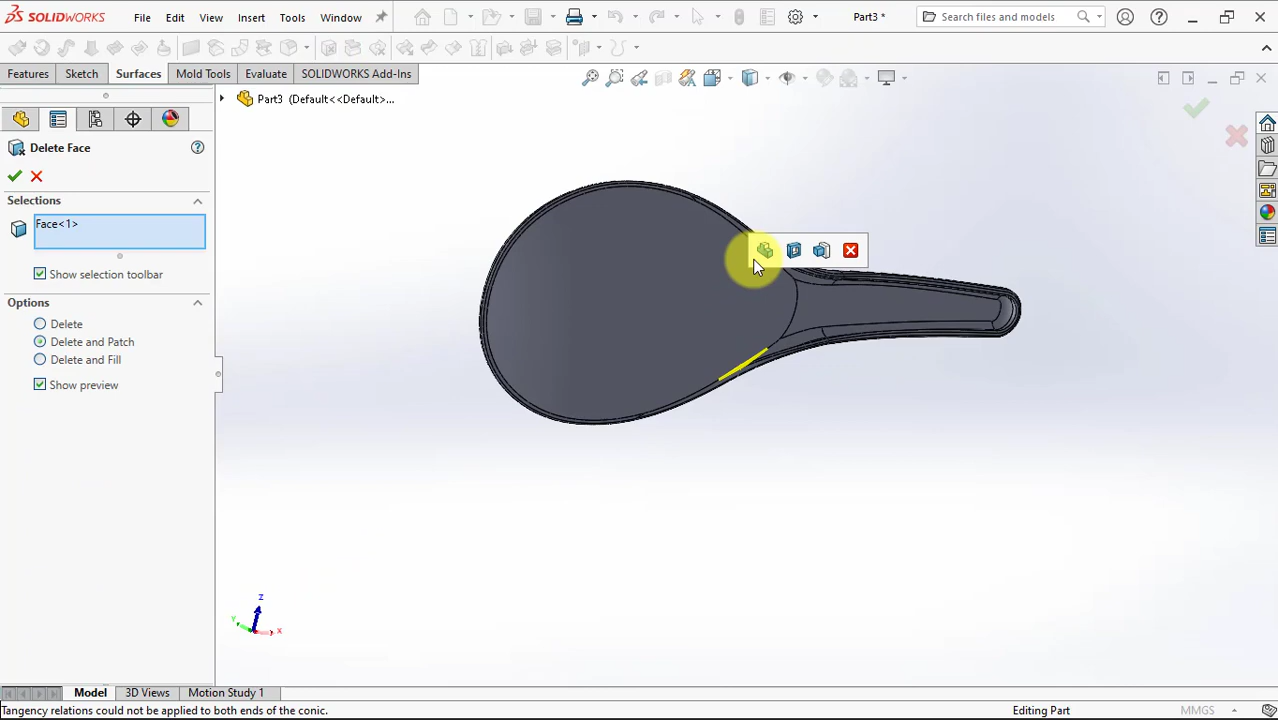 SOLIDWORKS File Edit View Insert Tools Window Part3 * Search files and models
Features Sketch Surfaces Mold Tools Evaluate SOLIDWORKS Add-Ins
Part3 (Default<<Default>...
Delete Face
Selections
Face<1>
Show selection toolbar
Options
Delete
Delete and Patch
Delete and Fill
Show preview
Z
Y
X
Model 3D Views Motion Study 1
Tangency relations could not be applied to both ends of the conic. Editing Part MMGS